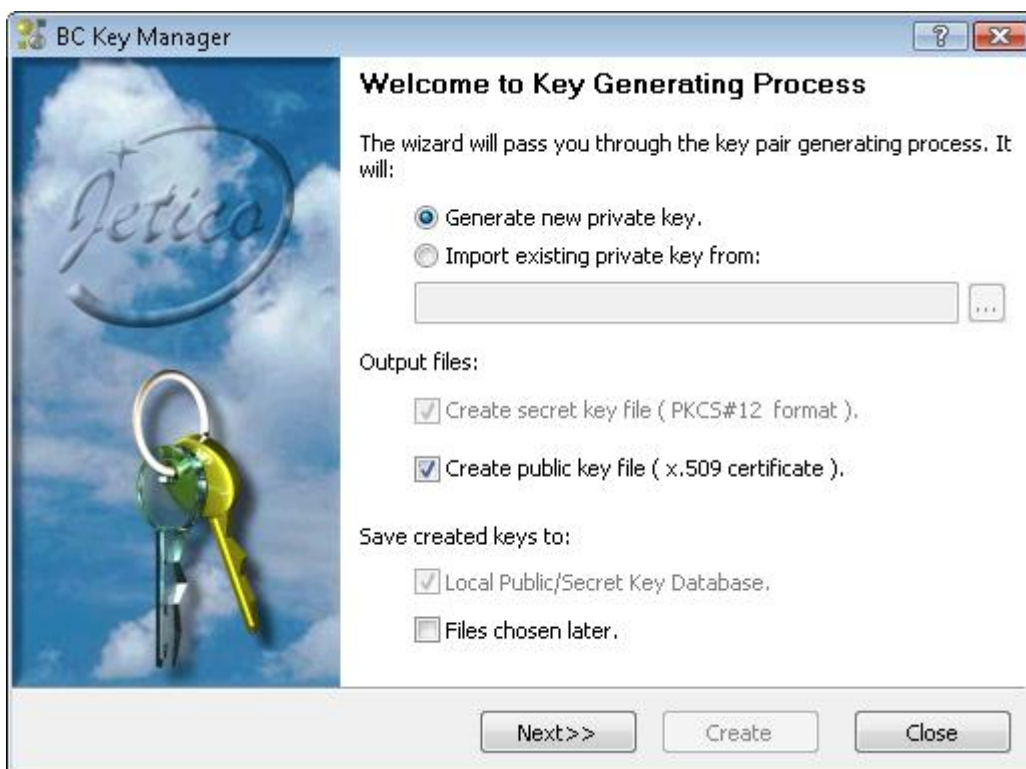 BC Key Manager
?
Jetico
Welcome to Key Generating Process
The wizard will pass you through the key pair generating process. It
will:
Generate new private key.
Import existing private key from:
...
Output files:
Create secret key file ( PKCS#12  format ).
Create public key file ( x.509 certificate ).
Save created keys to:
Local Public/Secret Key Database.
Files chosen later.
Next>>
Create
Close